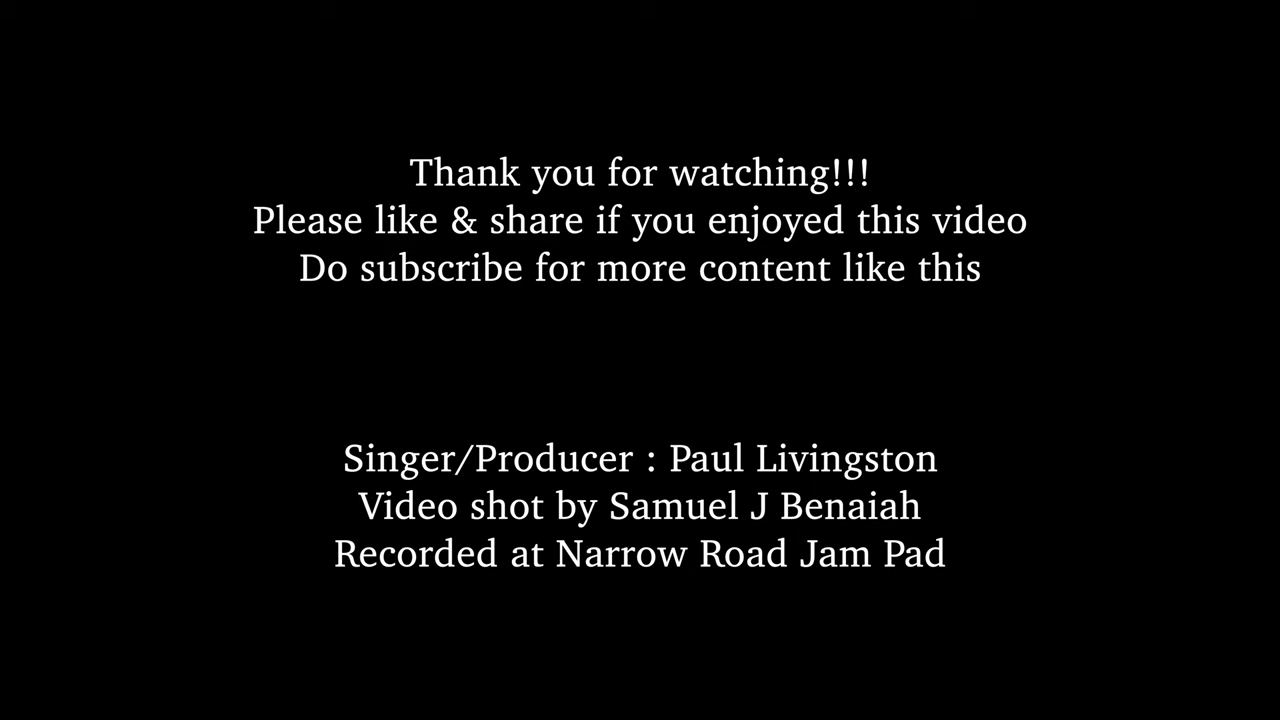 Thank you for watching!!!
Please like & share if you enjoyed this video
Do subscribe for more content like this
Singer/Producer : Paul Livingston
Video shot by Samuel J Benaiah
Recorded at Narrow Road Jam Pad